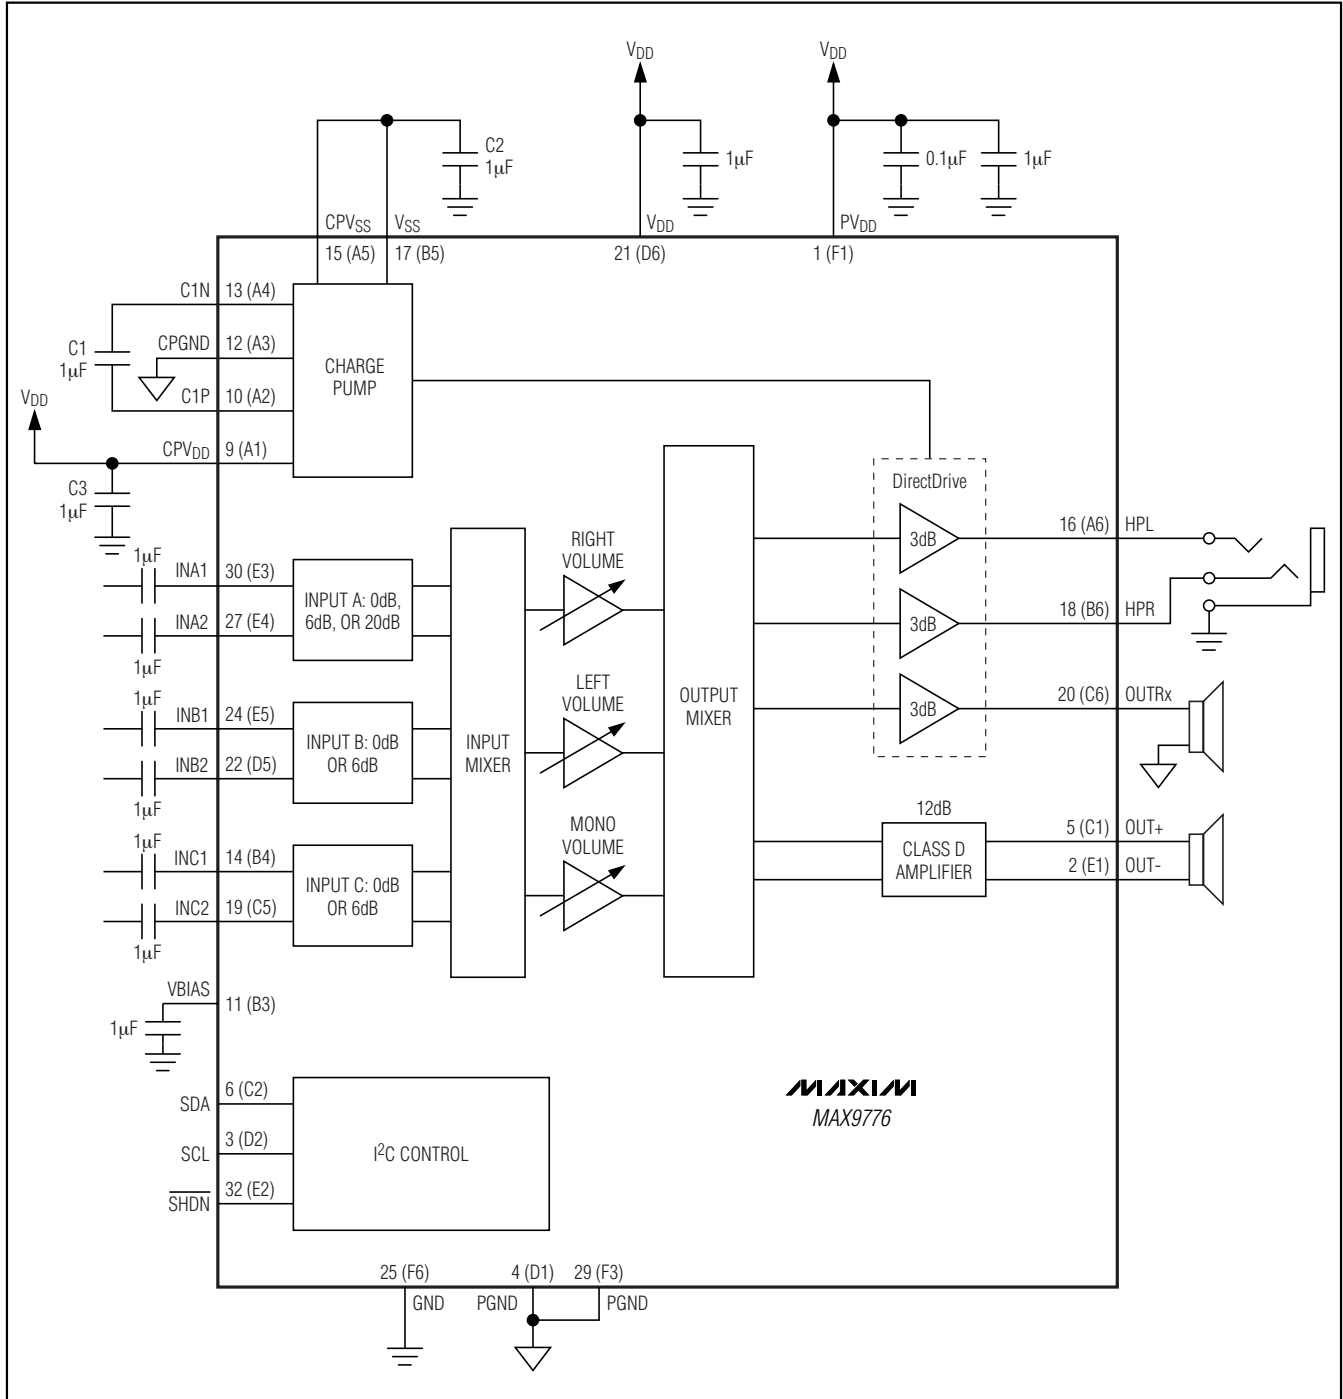 VDD
VDD
C2
1µF
1µF
0.1µF
1µF
CPVSS
VSS
VDD
PVDD
15 (A5)
17 (B5)
21 (D6)
1 (F1)
C1N
13 (A4)
CPGND
12 (A3)
C1
1µF
CHARGE
PUMP
C1P
10 (A2)
VDD
CPVDD
9 (A1)
C3
1µF
DirectDrive
1µF
INA1
30 (E3)
INPUT A: 0dB,
6dB, OR 20dB
INA2
27 (E4)
1µF
RIGHT
VOLUME
3dB
16 (A6)
HPL
3dB
18 (B6)
HPR
1µF
INB1
24 (E5)
INPUT B: 0dB
OR 6dB
INB2
22 (D5)
1µF
INPUT
MIXER
LEFT
VOLUME
OUTPUT
MIXER
3dB
20 (C6)
OUTRx
1µF
INC1
14 (B4)
INPUT C: 0dB
OR 6dB
INC2
19 (C5)
1µF
MONO
VOLUME
12dB
CLASS D
AMPLIFIER
5 (C1)
OUT+
2 (E1)
OUT-
VBIAS
11 (B3)
1µF
SDA
6 (C2)
SCL
3 (D2)
SHDN
32 (E2)
I²C CONTROL
MAXIM
MAX9776
25 (F6)
4 (D1)
29 (F3)
GND
PGND
PGND